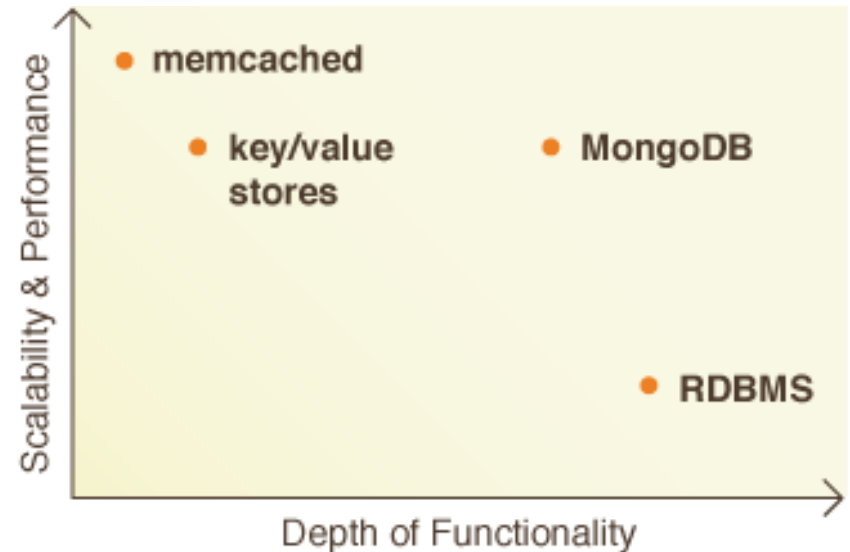 Scalability & Performance
memcached
key/value
stores
MongoDB
RDBMS
Depth of Functionality